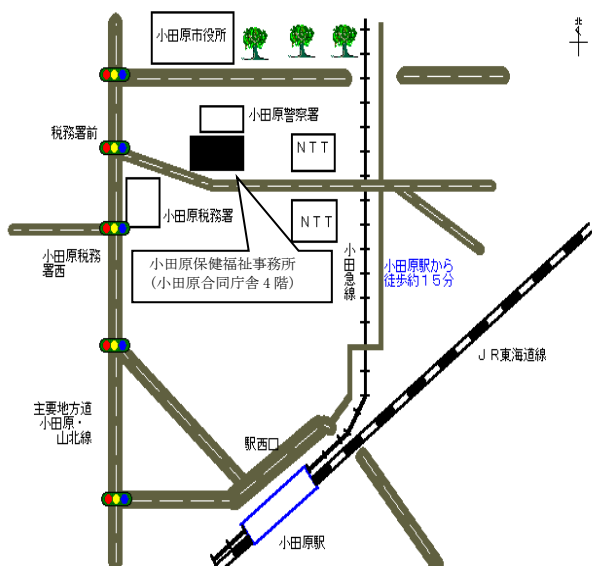 小田原市役所
北
小田原警察署
税務署前
ＮＴＴ
小田原税務署
ＮＴＴ
小田原税務
署西
小田原保健福祉事務所
(小田原合同庁舎４階)
小田急線
小田原駅から
徒歩約１５分
ＪＲ東海道線
主要地方道
小田原・
山北線
駅西口
小田原駅